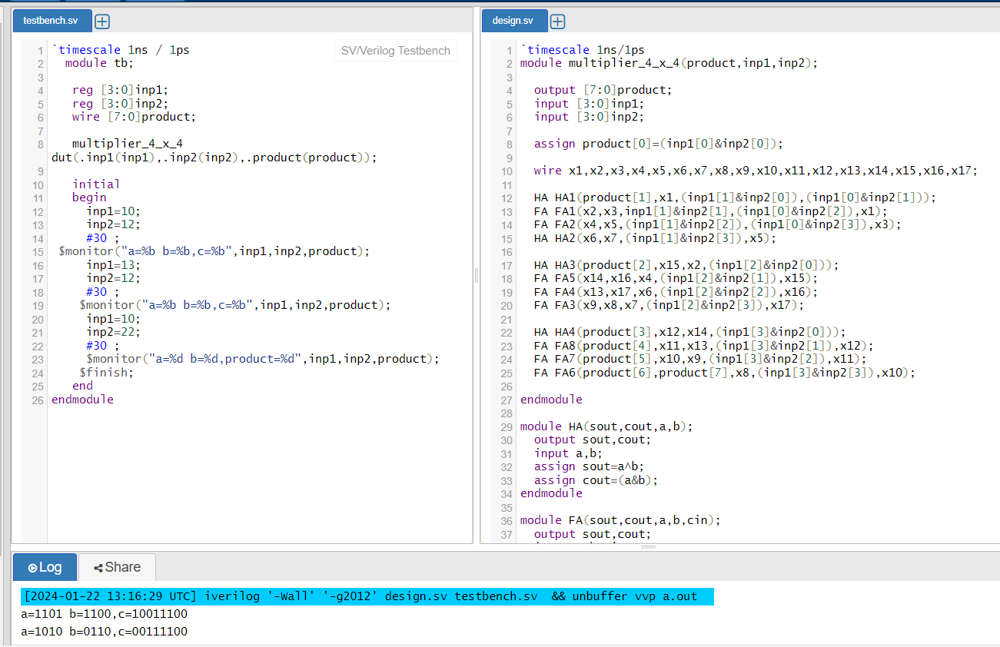 testbench.sv
SV/Verilog Testbench
1 `timescale 1ns / 1ps
2 module tb;
3
4 reg [3:0]inp1;
5 reg [3:0]inp2;
6 wire [7:0]product;
7
8 multiplier_4_x_4
dut(.inp1(inp1),.inp2(inp2),.product(product));
9
10 initial
11 begin
12 inp1=10;
13 inp2=12;
14 #30 ;
15 $monitor("a=%b b=%b,c=%b",inp1,inp2,product);
16 inp1=13;
17 inp2=12;
18 #30 ;
19 $monitor("a=%b b=%b,c=%b",inp1,inp2,product);
20 inp1=10;
21 inp2=22;
22 #30 ;
23 $monitor("a=%d b=%d,product=%d",inp1,inp2,product);
24 $finish;
25 end
26 endmodule
design.sv
1 `timescale 1ns/1ps
2 module multiplier_4_x_4(product,inp1,inp2);
3
4 output [7:0]product;
5 input [3:0]inp1;
6 input [3:0]inp2;
7
8 assign product[0]=(inp1[0]&inp2[0]);
9
10 wire x1,x2,x3,x4,x5,x6,x7,x8,x9,x10,x11,x12,x13,x14,x15,x16,x17;
11
12 HA HA1(product[1],x1,(inp1[1]&inp2[0]),(inp1[0]&inp2[1]));
13 FA FA1(x2,x3,inp1[1]&inp2[1],(inp1[0]&inp2[2]),x1);
14 FA FA2(x4,x5,(inp1[1]&inp2[2]),(inp1[0]&inp2[3]),x3);
15 HA HA2(x6,x7,(inp1[1]&inp2[3]),x5);
16
17 HA HA3(product[2],x15,x2,(inp1[2]&inp2[0]));
18 FA FA5(x14,x16,x4,(inp1[2]&inp2[1]),x15);
19 FA FA4(x13,x17,x6,(inp1[2]&inp2[2]),x16);
20 FA FA3(x9,x8,x7,(inp1[2]&inp2[3]),x17);
21
22 HA HA4(product[3],x12,x14,(inp1[3]&inp2[0]));
23 FA FA8(product[4],x11,x13,(inp1[3]&inp2[1]),x12);
24 FA FA7(product[5],x10,x9,(inp1[3]&inp2[2]),x11);
25 FA FA6(product[6],product[7],x8,(inp1[3]&inp2[3]),x10);
26
27 endmodule
28
29 module HA(sout,cout,a,b);
30 output sout,cout;
31 input a,b;
32 assign sout=a^b;
33 assign cout=(a&b);
34 endmodule
35
36 module FA(sout,cout,a,b,cin);
37 output sout,cout;
Log
Share
[2024-01-22 13:16:29 UTC] iverilog '-Wall' '-g2012' design.sv testbench.sv && unbuffer vvp a.out
a=1101 b=1100,c=10011100
a=1010 b=0110,c=00111100